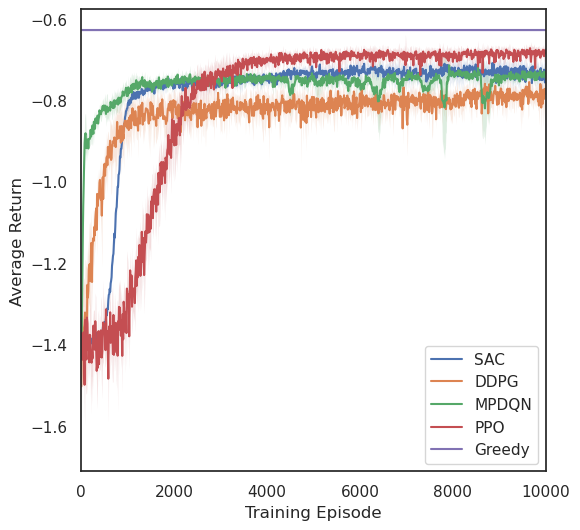 −0.6
−0.8
−1.0
−1.2
−1.4
−1.6
Average Return
0
2000
4000
6000
8000
10000
Training Episode
SAC
DDPG
MPDQN
PPO
Greedy